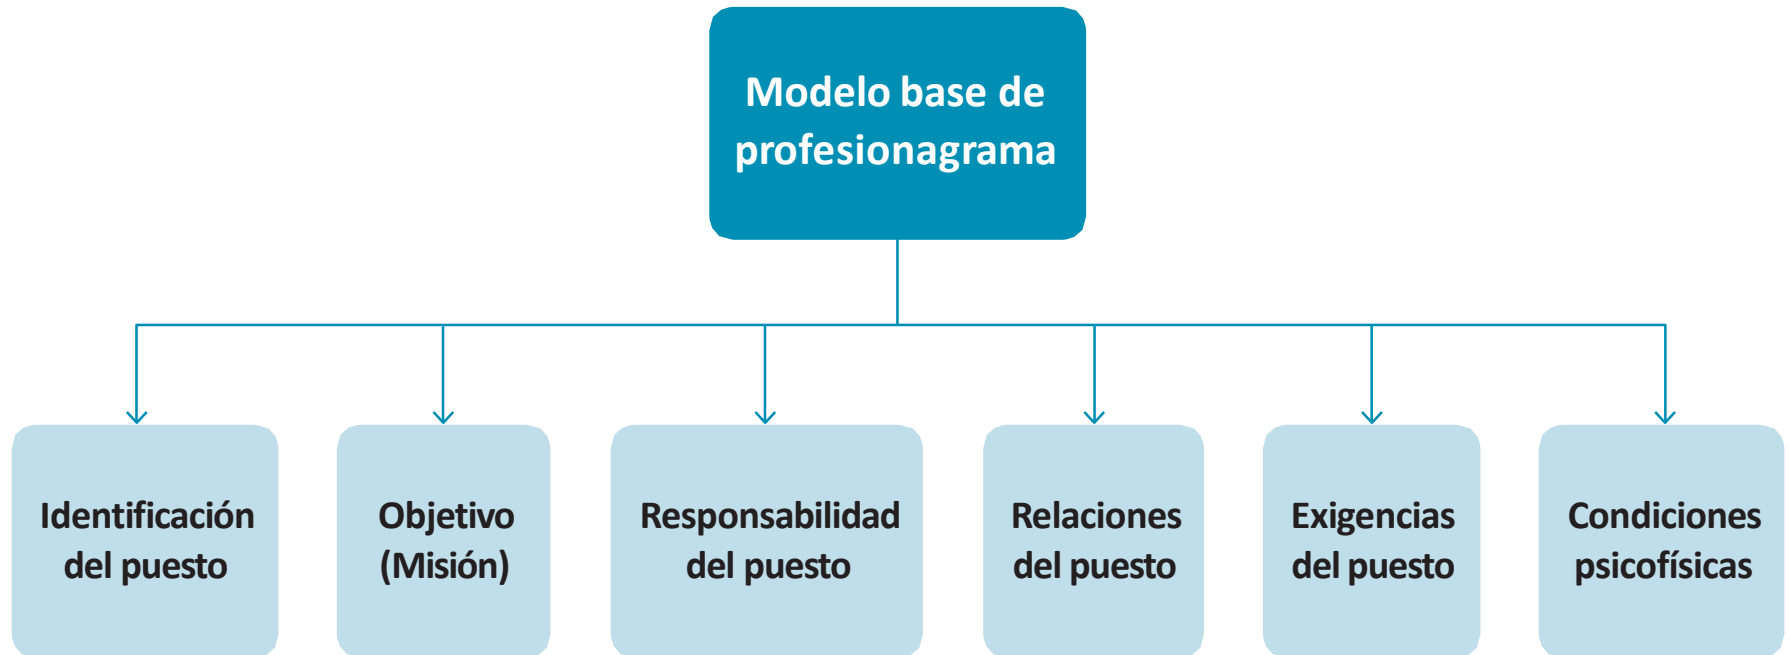 Modelo base de
profesionagrama
Identificación
del puesto
Objetivo
(Misión)
Responsabilidad
del puesto
Relaciones
del puesto
Exigencias
del puesto
Condiciones
psicofísicas